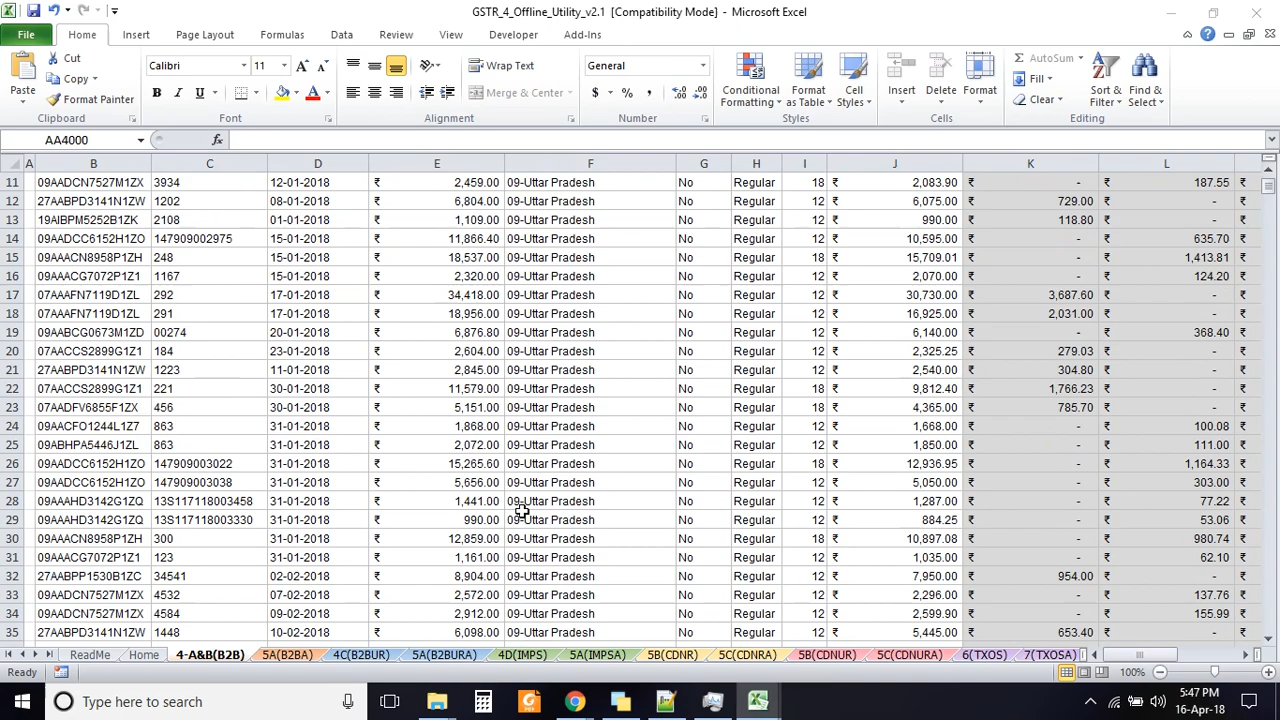 GSTR_4_Offline_Utility_v2.1 [Compatibility Mode] - Microsoft Excel
File Home Insert Page Layout Formulas Data Review View Developer Add-Ins
Paste Cut Copy Format Painter Clipboard
Calibri 11 B I U A A A Font
Wrap Text Merge & Center Alignment
General $ % , Number
Conditional Formatting Format as Table Cell Styles Styles
Insert Delete Format Cells
Σ AutoSum Fill Clear Sort & Filter Find & Select Editing
AA4000 fx
A B C D E F G H I J K L
11 09AADCN7527M1ZX 3934 12-01-2018 ₹ 2,459.00 09-Uttar Pradesh No Regular 18 ₹ 2,083.90 ₹ - ₹ 187.55 ₹
12 27AABPD3141N1ZW 1202 08-01-2018 ₹ 6,804.00 09-Uttar Pradesh No Regular 12 ₹ 6,075.00 ₹ 729.00 ₹ - ₹
13 19AIBPM5252B1ZK 2108 01-01-2018 ₹ 1,109.00 09-Uttar Pradesh No Regular 12 ₹ 990.00 ₹ 118.80 ₹ - ₹
14 09AADCC6152H1ZO 147909002975 15-01-2018 ₹ 11,866.40 09-Uttar Pradesh No Regular 12 ₹ 10,595.00 ₹ - ₹ 635.70 ₹
15 09AAACN8958P1ZH 248 15-01-2018 ₹ 18,537.00 09-Uttar Pradesh No Regular 18 ₹ 15,709.01 ₹ - ₹ 1,413.81 ₹
16 09AAACG7072P1Z1 1167 15-01-2018 ₹ 2,320.00 09-Uttar Pradesh No Regular 12 ₹ 2,070.00 ₹ - ₹ 124.20 ₹
17 07AAAFN7119D1ZL 292 17-01-2018 ₹ 34,418.00 09-Uttar Pradesh No Regular 12 ₹ 30,730.00 ₹ 3,687.60 ₹ - ₹
18 07AAAFN7119D1ZL 291 17-01-2018 ₹ 18,956.00 09-Uttar Pradesh No Regular 12 ₹ 16,925.00 ₹ 2,031.00 ₹ - ₹
19 09AABCG0673M1ZD 00274 20-01-2018 ₹ 6,876.80 09-Uttar Pradesh No Regular 12 ₹ 6,140.00 ₹ - ₹ 368.40 ₹
20 07AACCS2899G1Z1 184 23-01-2018 ₹ 2,604.00 09-Uttar Pradesh No Regular 12 ₹ 2,325.25 ₹ 279.03 ₹ - ₹
21 27AABPD3141N1ZW 1223 11-01-2018 ₹ 2,845.00 09-Uttar Pradesh No Regular 12 ₹ 2,540.00 ₹ 304.80 ₹ - ₹
22 07AACCS2899G1Z1 221 30-01-2018 ₹ 11,579.00 09-Uttar Pradesh No Regular 18 ₹ 9,812.40 ₹ 1,766.23 ₹ - ₹
23 07AADFV6855F1ZX 456 30-01-2018 ₹ 5,151.00 09-Uttar Pradesh No Regular 18 ₹ 4,365.00 ₹ 785.70 ₹ - ₹
24 09AACFO1244L1Z7 863 31-01-2018 ₹ 1,868.00 09-Uttar Pradesh No Regular 12 ₹ 1,668.00 ₹ - ₹ 100.08 ₹
25 09ABHPA5446J1ZL 863 31-01-2018 ₹ 2,072.00 09-Uttar Pradesh No Regular 12 ₹ 1,850.00 ₹ - ₹ 111.00 ₹
26 09AADCC6152H1ZO 147909003022 31-01-2018 ₹ 15,265.60 09-Uttar Pradesh No Regular 18 ₹ 12,936.95 ₹ - ₹ 1,164.33 ₹
27 09AADCC6152H1ZO 147909003038 31-01-2018 ₹ 5,656.00 09-Uttar Pradesh No Regular 12 ₹ 5,050.00 ₹ - ₹ 303.00 ₹
28 09AAAHD3142G1ZQ 13S117118003458 31-01-2018 ₹ 1,441.00 09-Uttar Pradesh No Regular 12 ₹ 1,287.00 ₹ - ₹ 77.22 ₹
29 09AAAHD3142G1ZQ 13S117118003330 31-01-2018 ₹ 990.00 09-Uttar Pradesh No Regular 12 ₹ 884.25 ₹ - ₹ 53.06 ₹
30 09AAACN8958P1ZH 300 31-01-2018 ₹ 12,859.00 09-Uttar Pradesh No Regular 18 ₹ 10,897.08 ₹ - ₹ 980.74 ₹
31 09AAACG7072P1Z1 123 31-01-2018 ₹ 1,161.00 09-Uttar Pradesh No Regular 12 ₹ 1,035.00 ₹ - ₹ 62.10 ₹
32 27AABPP1530B1ZC 34541 02-02-2018 ₹ 8,904.00 09-Uttar Pradesh No Regular 12 ₹ 7,950.00 ₹ 954.00 ₹ - ₹
33 09AADCN7527M1ZX 4532 07-02-2018 ₹ 2,572.00 09-Uttar Pradesh No Regular 12 ₹ 2,296.00 ₹ - ₹ 137.76 ₹
34 09AADCN7527M1ZX 4584 09-02-2018 ₹ 2,912.00 09-Uttar Pradesh No Regular 12 ₹ 2,599.90 ₹ - ₹ 155.99 ₹
35 27AABPD3141N1ZW 1448 10-02-2018 ₹ 6,098.00 09-Uttar Pradesh No Regular 12 ₹ 5,445.00 ₹ 653.40 ₹ - ₹
ReadMe Home 4-A&B(B2B) 5A(B2BA) 4C(B2BUR) 5A(B2BURA) 4D(IMPS) 5A(IMPSA) 5B(CDNR) 5C(CDNRA) 5B(CDNUR) 5C(CDNURA) 6(TXOS) 7(TXOSA)
Ready 100%
Type here to search
5:47 PM
16-Apr-18